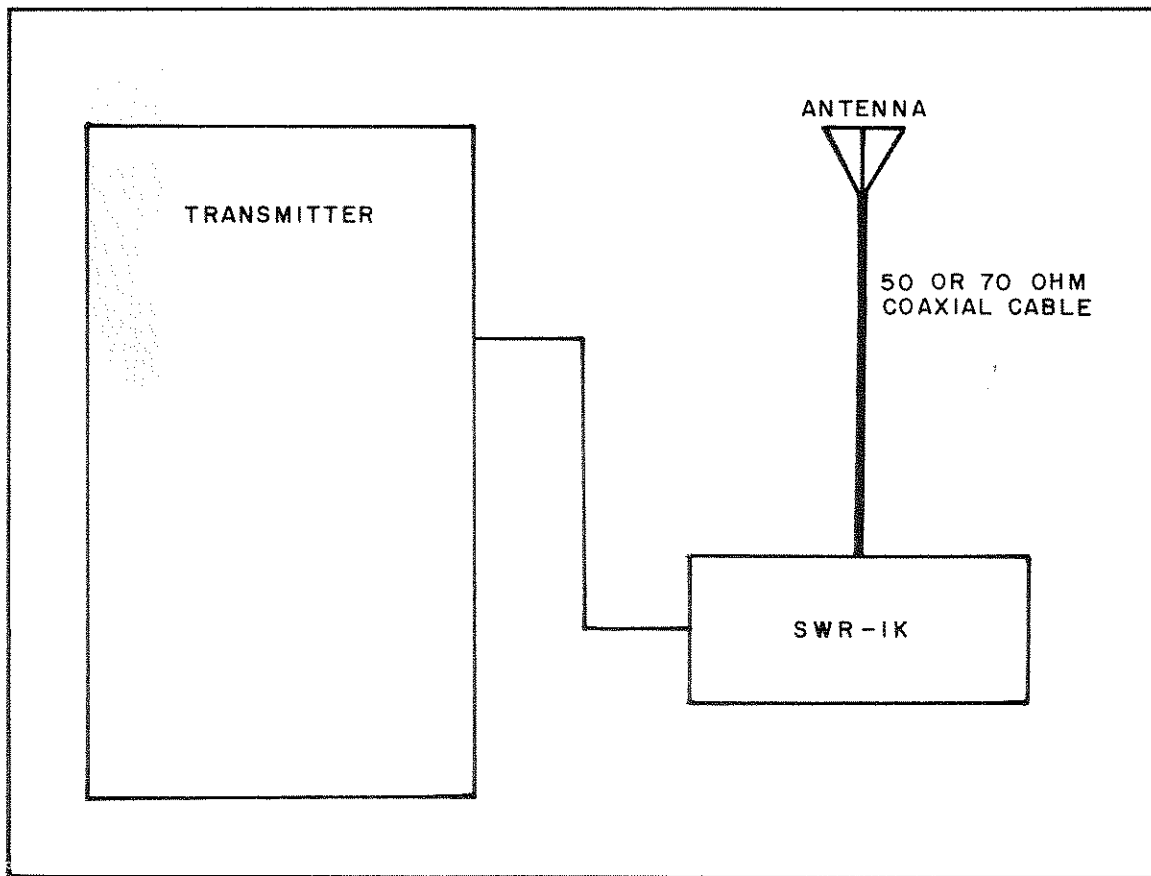 ANTENNA
TRANSMITTER
50 OR 70 OHM
COAXIAL CABLE
SWR-1K